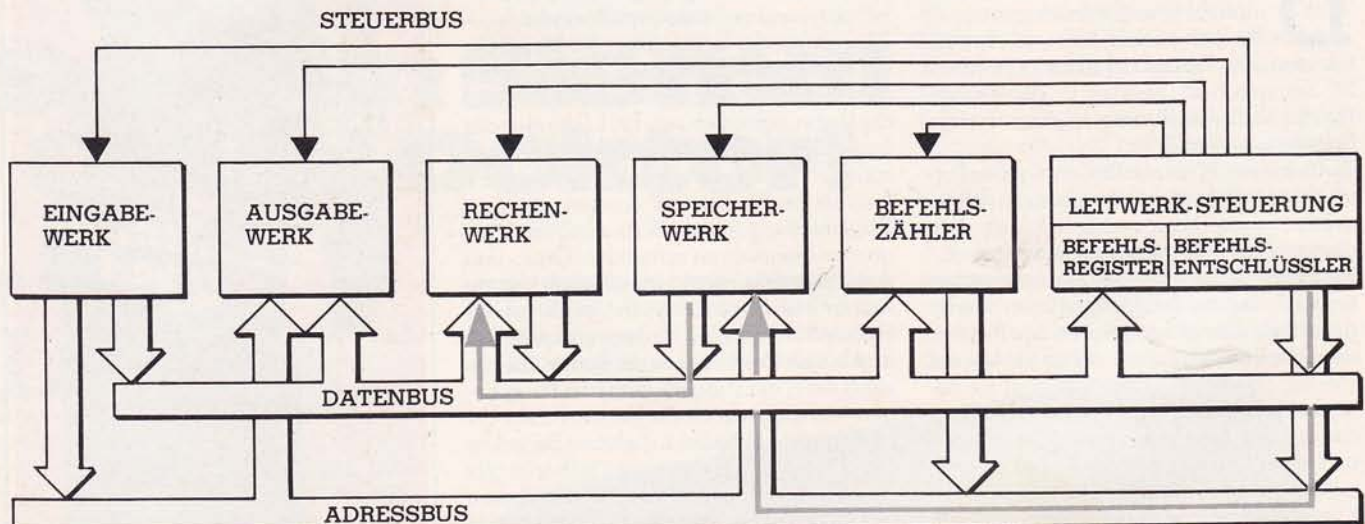 STEUERBUS
EINGABE-
WERK
AUSGABE-
WERK
RECHEN-
WERK
SPEICHER-
WERK
BEFEHLS-
ZÄHLER
LEITWERK-STEUERUNG
BEFEHLS-
REGISTER
BEFEHLS-
ENTSCHLÜSSLER
DATENBUS
ADRESSBUS